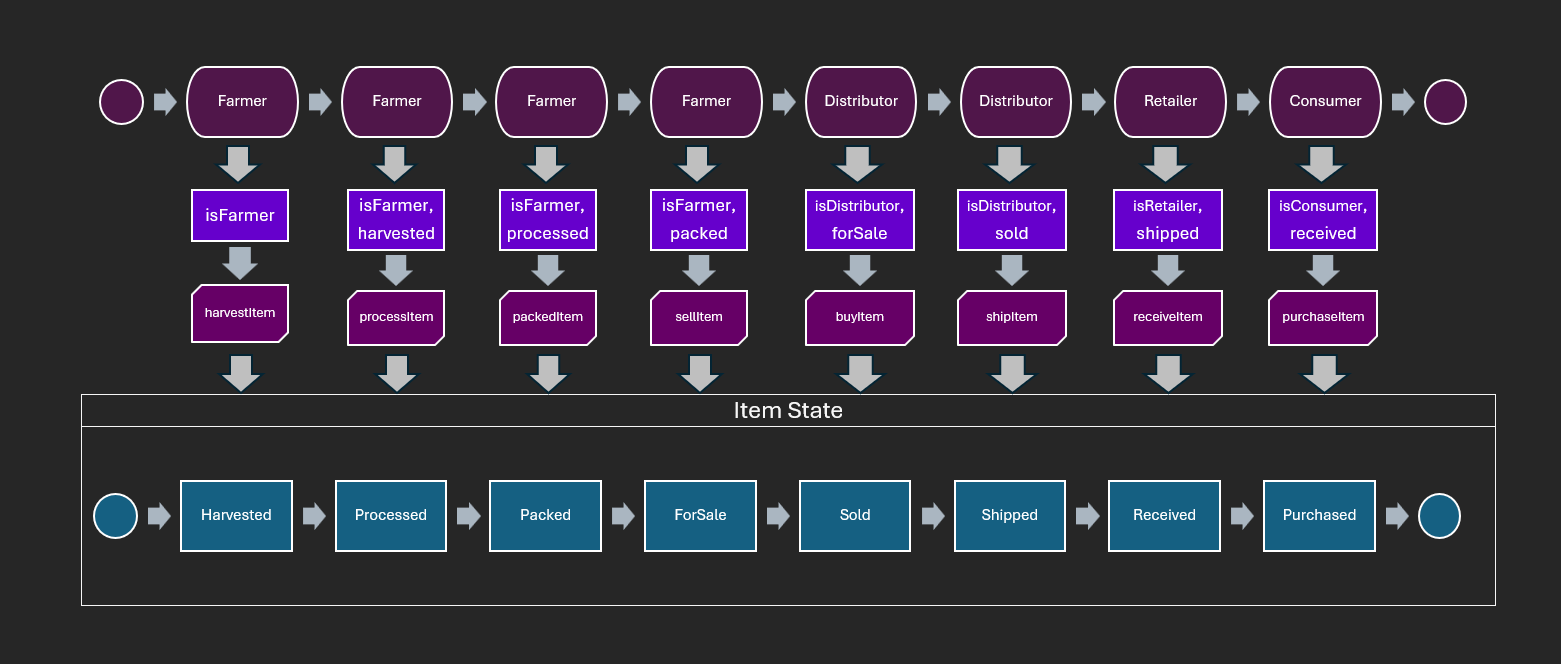 Farmer
Farmer
Farmer
Farmer
Distributor
Distributor
Retailer
Consumer
isFarmer
isFarmer,
harvested
isFarmer,
processed
isFarmer,
packed
isDistributor,
forSale
isDistributor,
sold
isRetailer,
shipped
isConsumer,
received
harvestItem
processItem
packedItem
sellItem
buyItem
shipItem
receiveItem
purchaseItem
Item State
Harvested
Processed
Packed
ForSale
Sold
Shipped
Received
Purchased